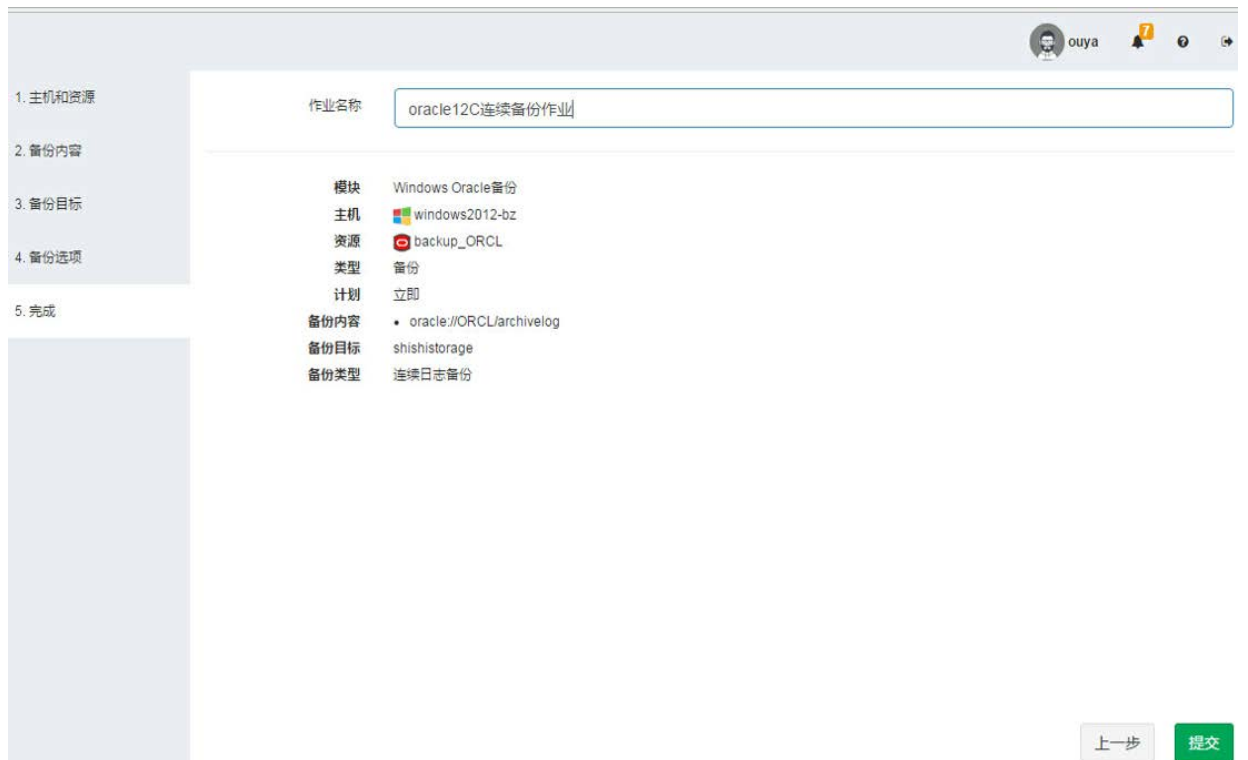 ouya 7
1. 主机和资源
2. 备份内容
3. 备份目标
4. 备份选项
5. 完成
作业名称 oracle12C连续备份作业
模块 Windows Oracle备份
主机 windows2012-bz
资源 backup_ORCL
类型 备份
计划 立即
备份内容 • oracle://ORCL/archivelog
备份目标 shishistorage
备份类型 连续日志备份
上一步 提交